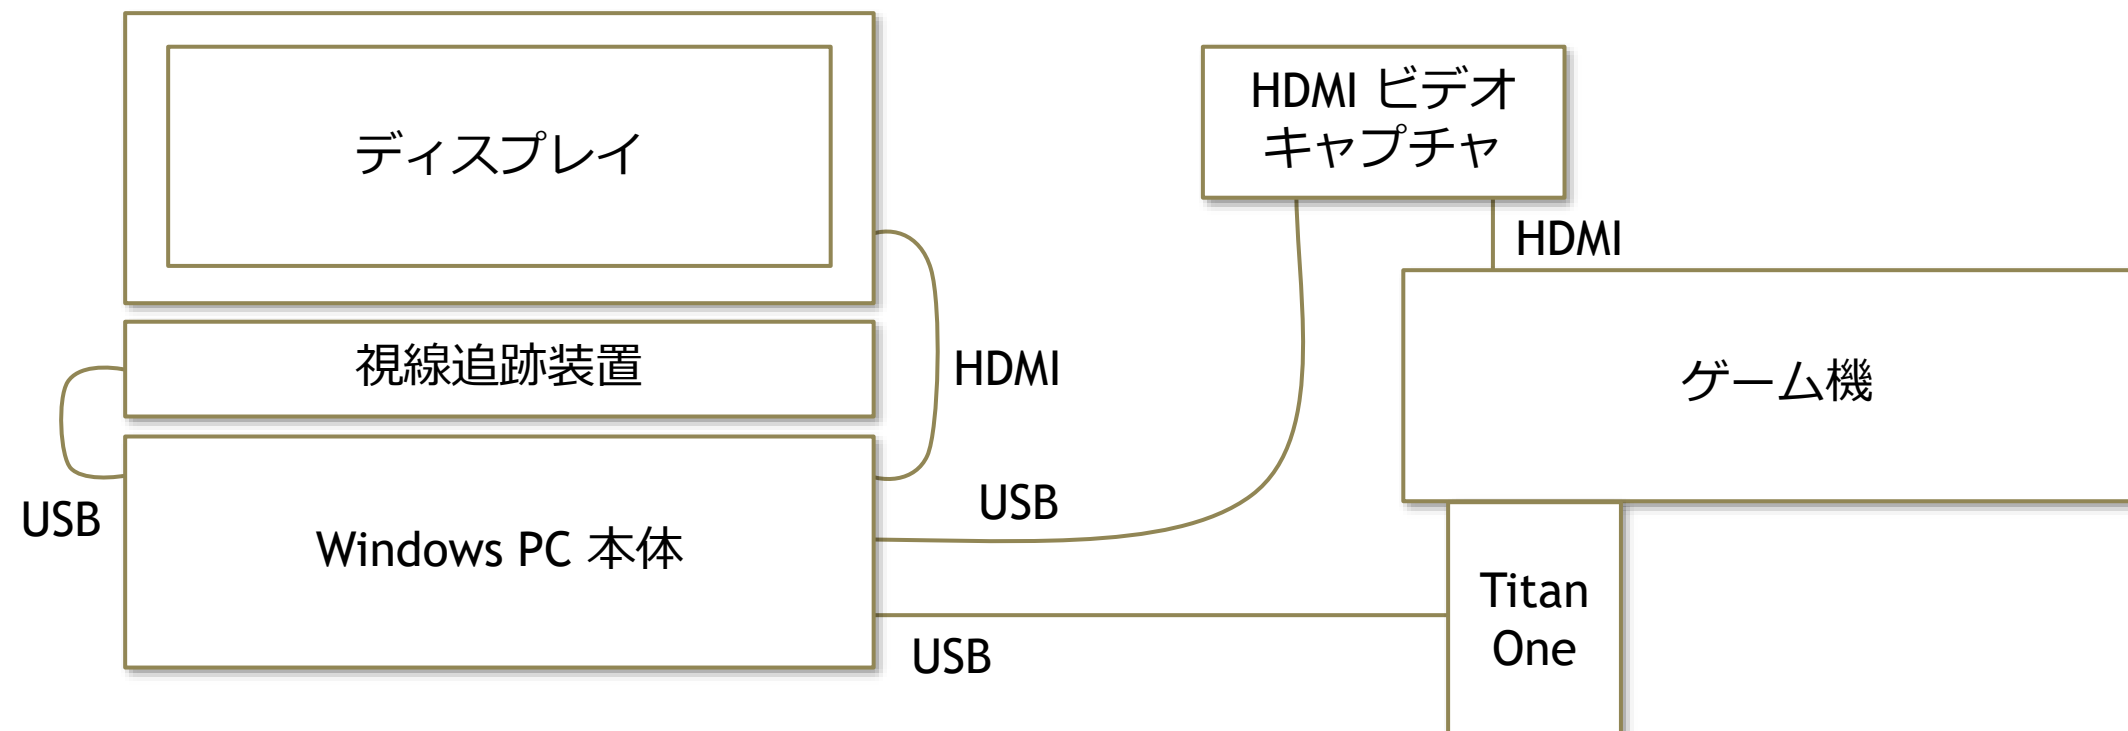 ディスプレイ
HDMI ビデオ
キャプチャ
HDMI
視線追跡装置
HDMI
ゲーム機
USB
USB
Windows PC 本体
Titan
One
USB